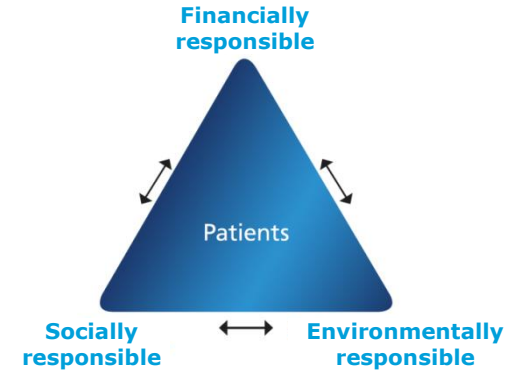 Financially
responsible
Patients
Socially
responsible
Environmentally
responsible